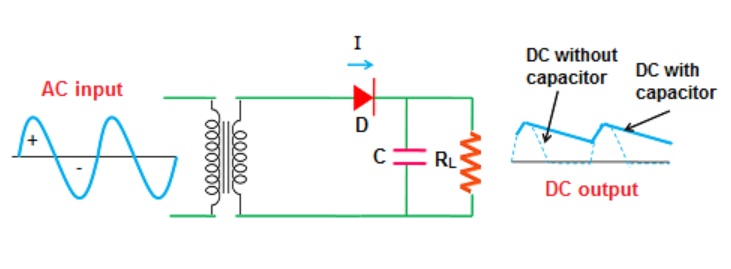 AC input
+
-
I
D
C
RL
DC without
capacitor
DC with
capacitor
DC output